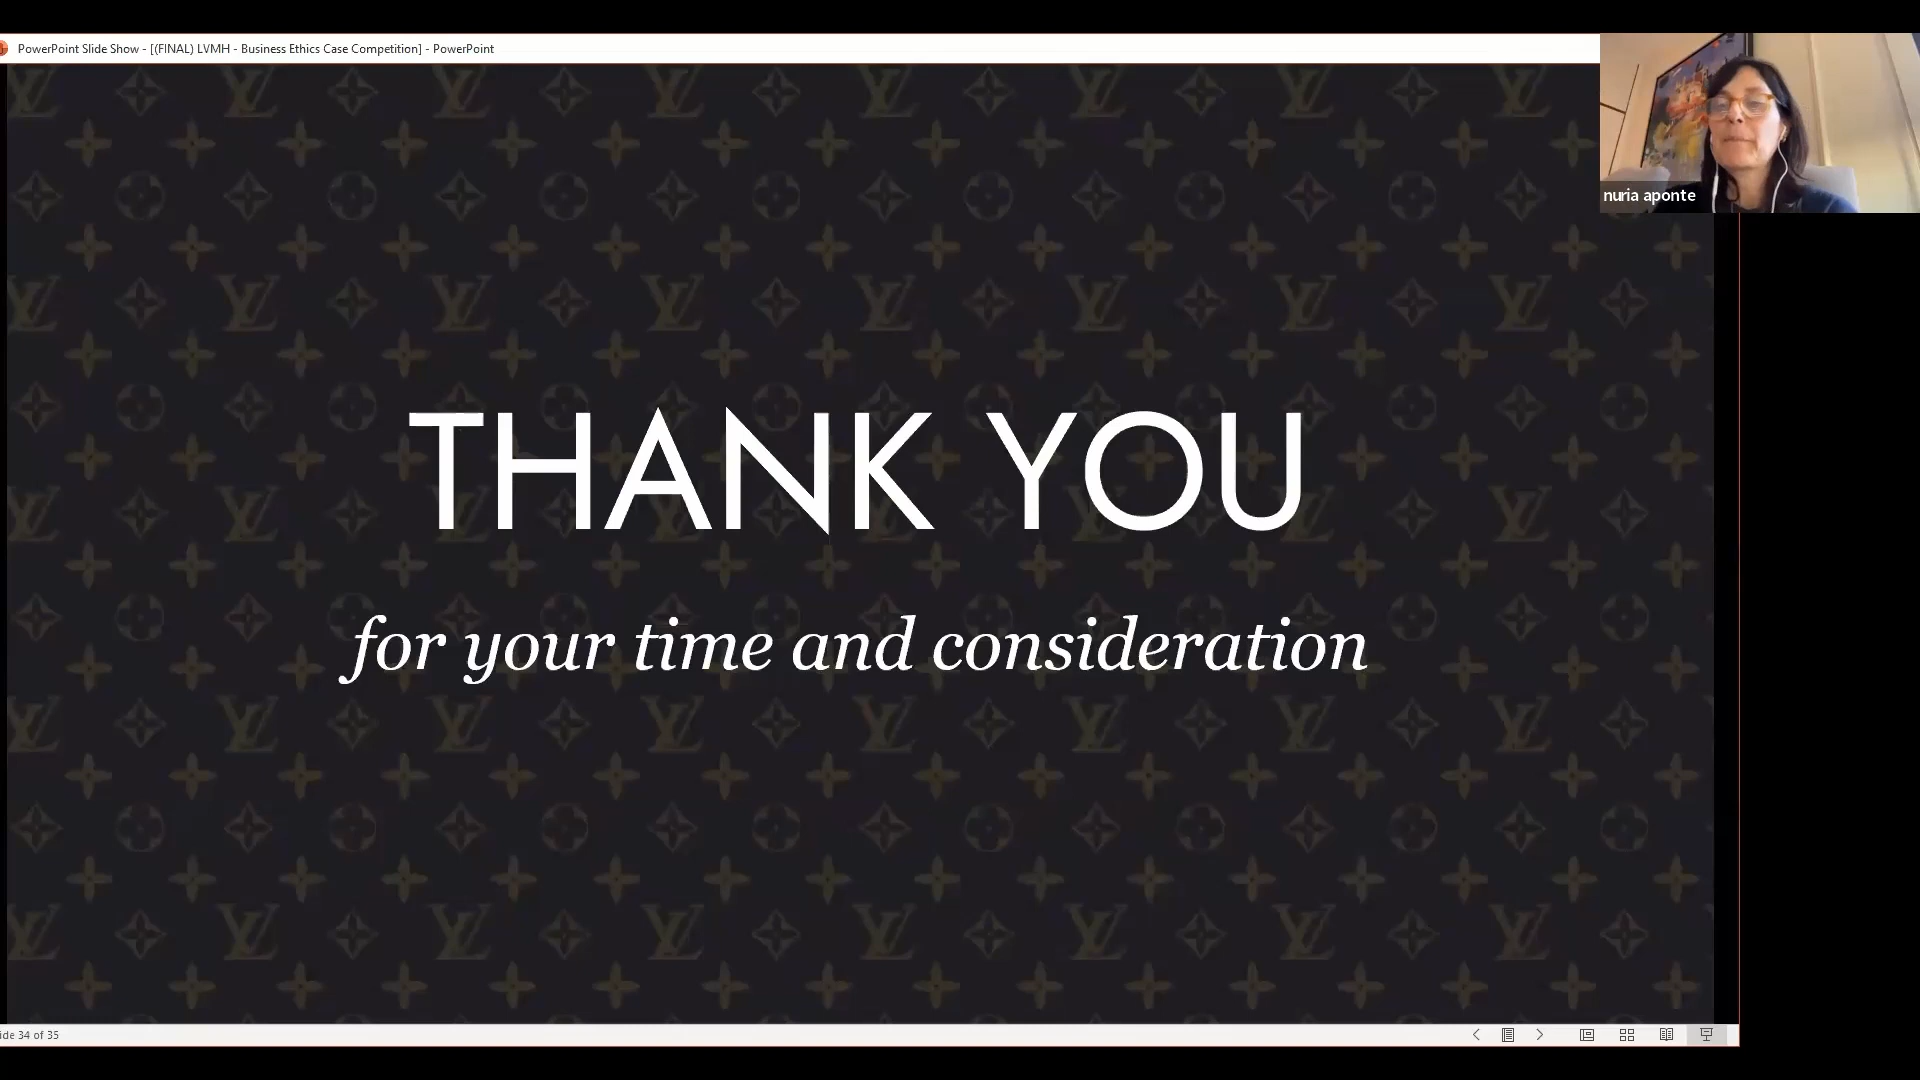 PowerPoint Slide Show - [(FINAL) LVMH - Business Ethics Case Competition] - PowerPoint
nuria aponte
THANK YOU
for your time and consideration
ide 34 of 35